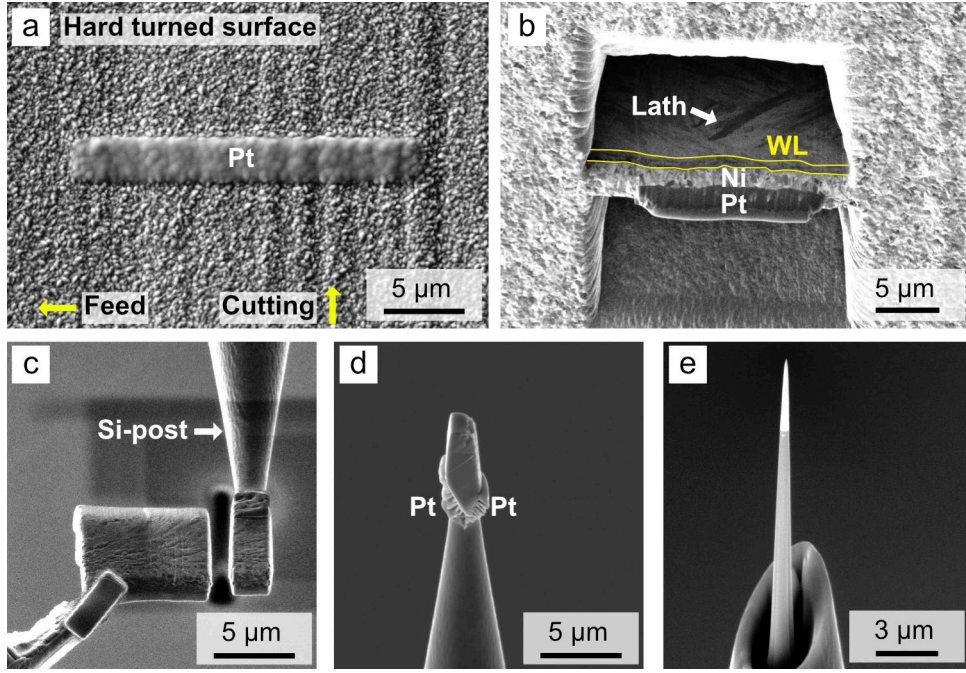 a Hard turned surface
Pt
Feed
Cutting
5 µm
b
Lath
WL
Ni
Pt
5 µm
c
Si-post
5 µm
d
Pt Pt
5 µm
e
3 µm